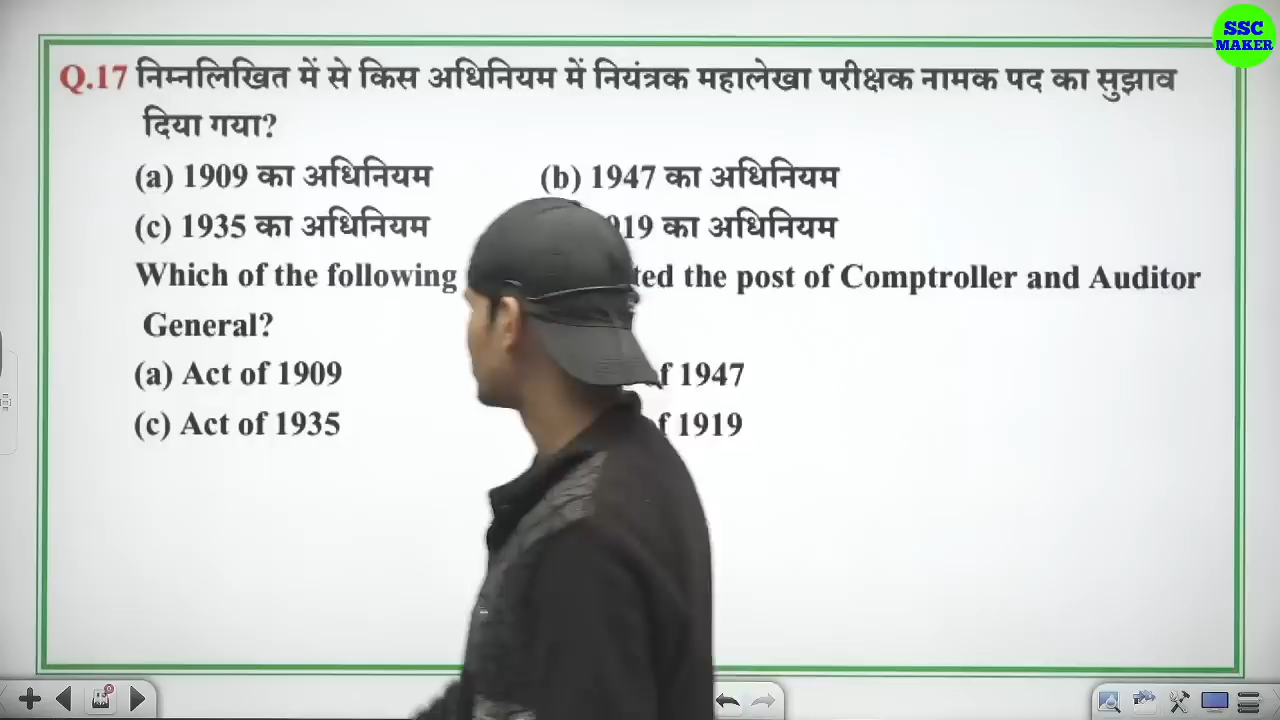 SSC
MAKER
Q.17 निम्नलिखित में से किस अधिनियम में नियंत्रक महालेखा परीक्षक नामक पद का सुझाव
दिया गया?
(a) 1909 का अधिनियम (b) 1947 का अधिनियम
(c) 1935 का अधिनियम 919 का अधिनियम
Which of the following ted the post of Comptroller and Auditor
General?
(a) Act of 1909 f 1947
(c) Act of 1935 f 1919